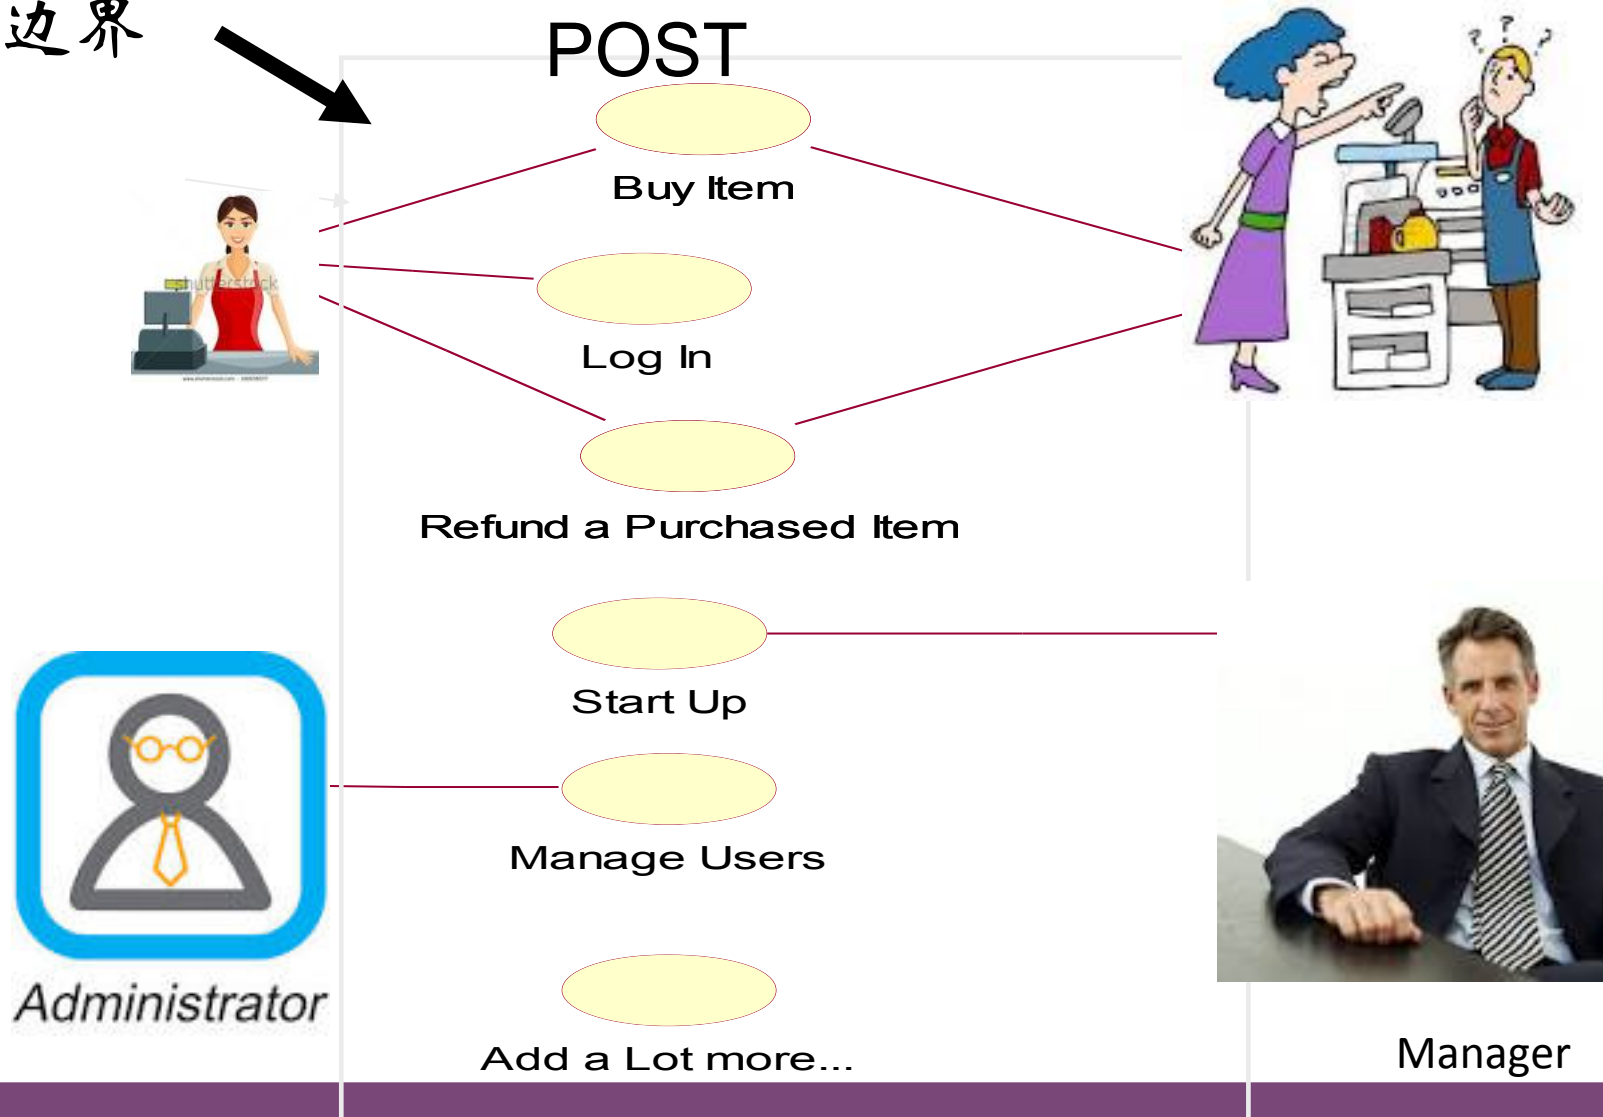 边界
POST
? ? ?
Buy Item
shutterstock
Log In
Refund a Purchased Item
Start Up
Manage Users
Administrator
Add a Lot more...
Manager